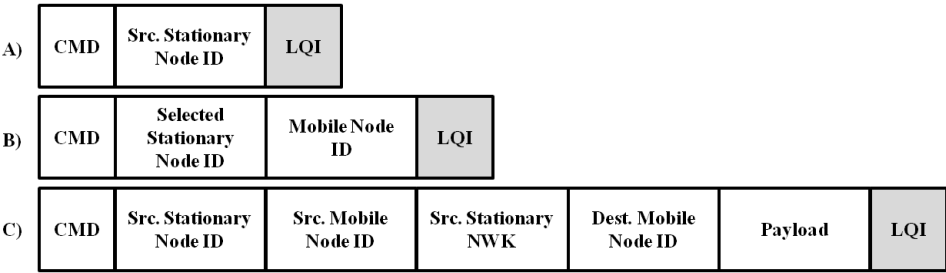 A)
CMD
Src. Stationary
Node ID
LQI
B)
CMD
Selected
Stationary
Node ID
Mobile Node
ID
LQI
C)
CMD
Src. Stationary
Node ID
Src. Mobile
Node ID
Src. Stationary
NWK
Dest. Mobile
Node ID
Payload
LQI